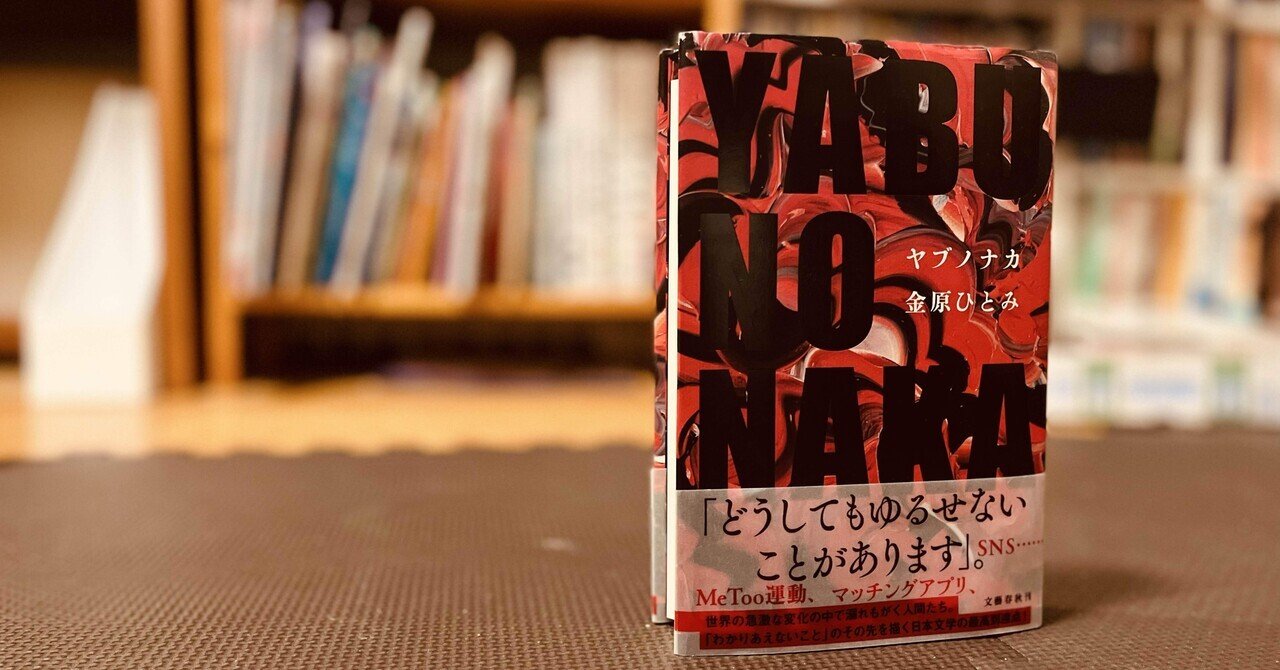 YABU
NO
NAKA
ヤブノナカ
金原ひとみ
「どうしてもゆるせない
ことがあります」。
SNS……
MeToo運動、マッチングアプリ、
文藝春秋刊
世界の急激な変化の中で溺れもがく人間たち。
「わかりあえないこと」のその先を描く日本文学の最高到達点!